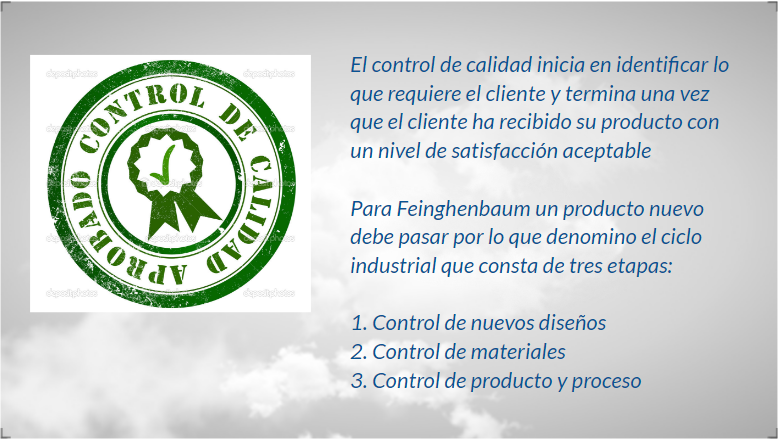 CONTROL DE CALIDAD
APROBADO
El control de calidad inicia en identificar lo
que requiere el cliente y termina una vez
que el cliente ha recibido su producto con
un nivel de satisfacción aceptable
Para Feinghenbaum un producto nuevo
debe pasar por lo que denomino el ciclo
industrial que consta de tres etapas:
1. Control de nuevos diseños
2. Control de materiales
3. Control de producto y proceso